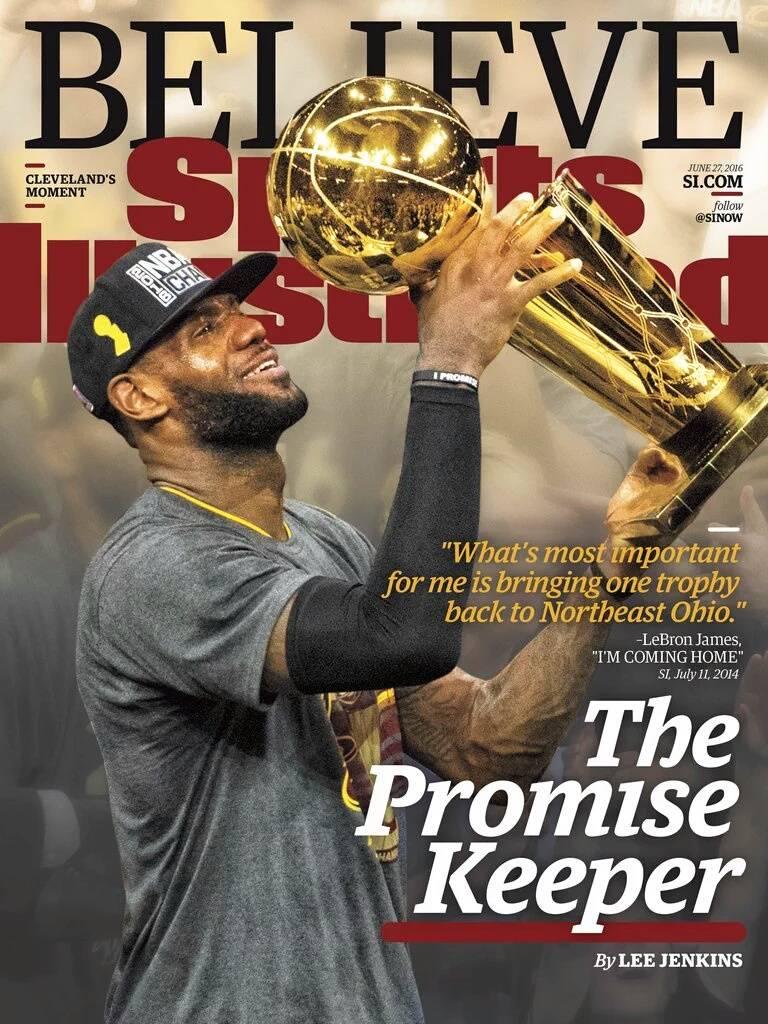 BELIEVE
Sports
Illustrated
CLEVELAND'S
MOMENT
JUNE 27, 2016
SI.COM
follow
@SINOW
NBA
2016
CHA
I PROMISE
"What's most important
for me is bringing one trophy
back to Northeast Ohio."
–LeBron James,
"I'M COMING HOME"
SI, July 11, 2014
The
Promise
Keeper
By LEE JENKINS